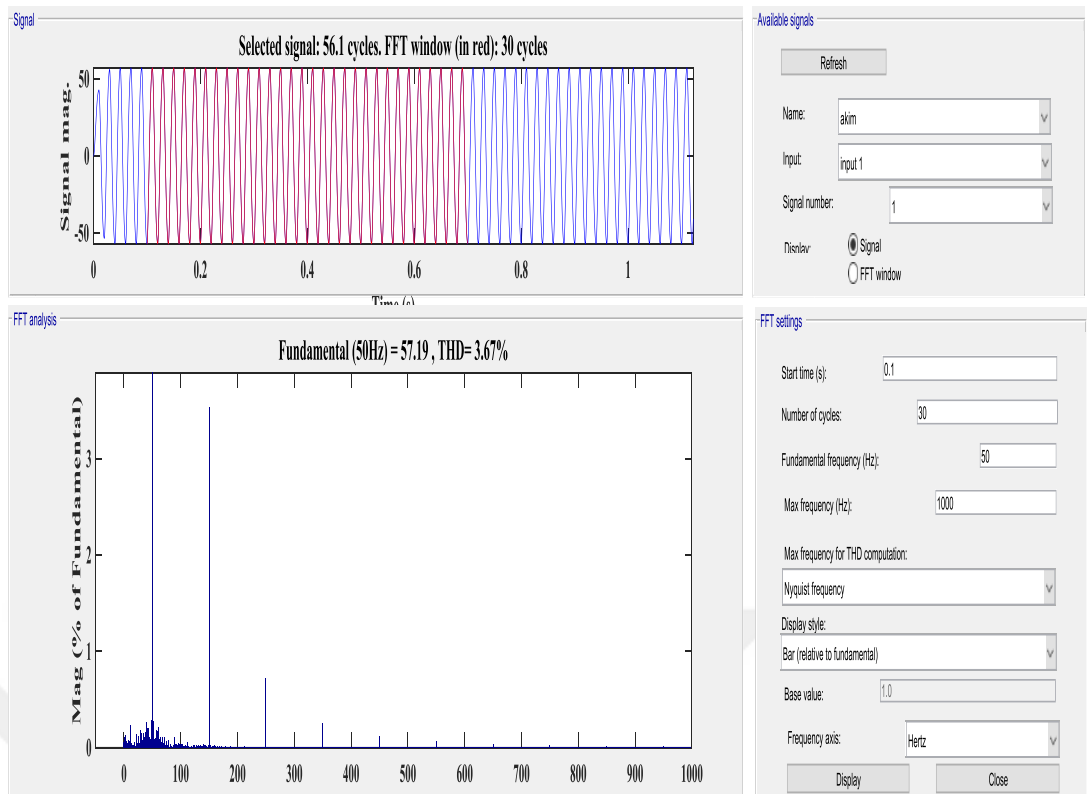 Signal
Selected signal: 56.1 cycles. FFT window (in red): 30 cycles
Signal mag.
50
0
-50
0 0.2 0.4 0.6 0.8 1
Time (s)
FFT analysis
Fundamental (50Hz) = 57.19 , THD= 3.67%
Mag (% of Fundamental)
3
2
1
0
0 100 200 300 400 500 600 700 800 900 1000
Available signals
Refresh
Name: akim
Input: input 1
Signal number: 1
Display: Signal
FFT window
FFT settings
Start time (s): 0.1
Number of cycles: 30
Fundamental frequency (Hz): 50
Max frequency (Hz): 1000
Max frequency for THD computation:
Nyquist frequency
Display style:
Bar (relative to fundamental)
Base value: 1.0
Frequency axis: Hertz
Display Close